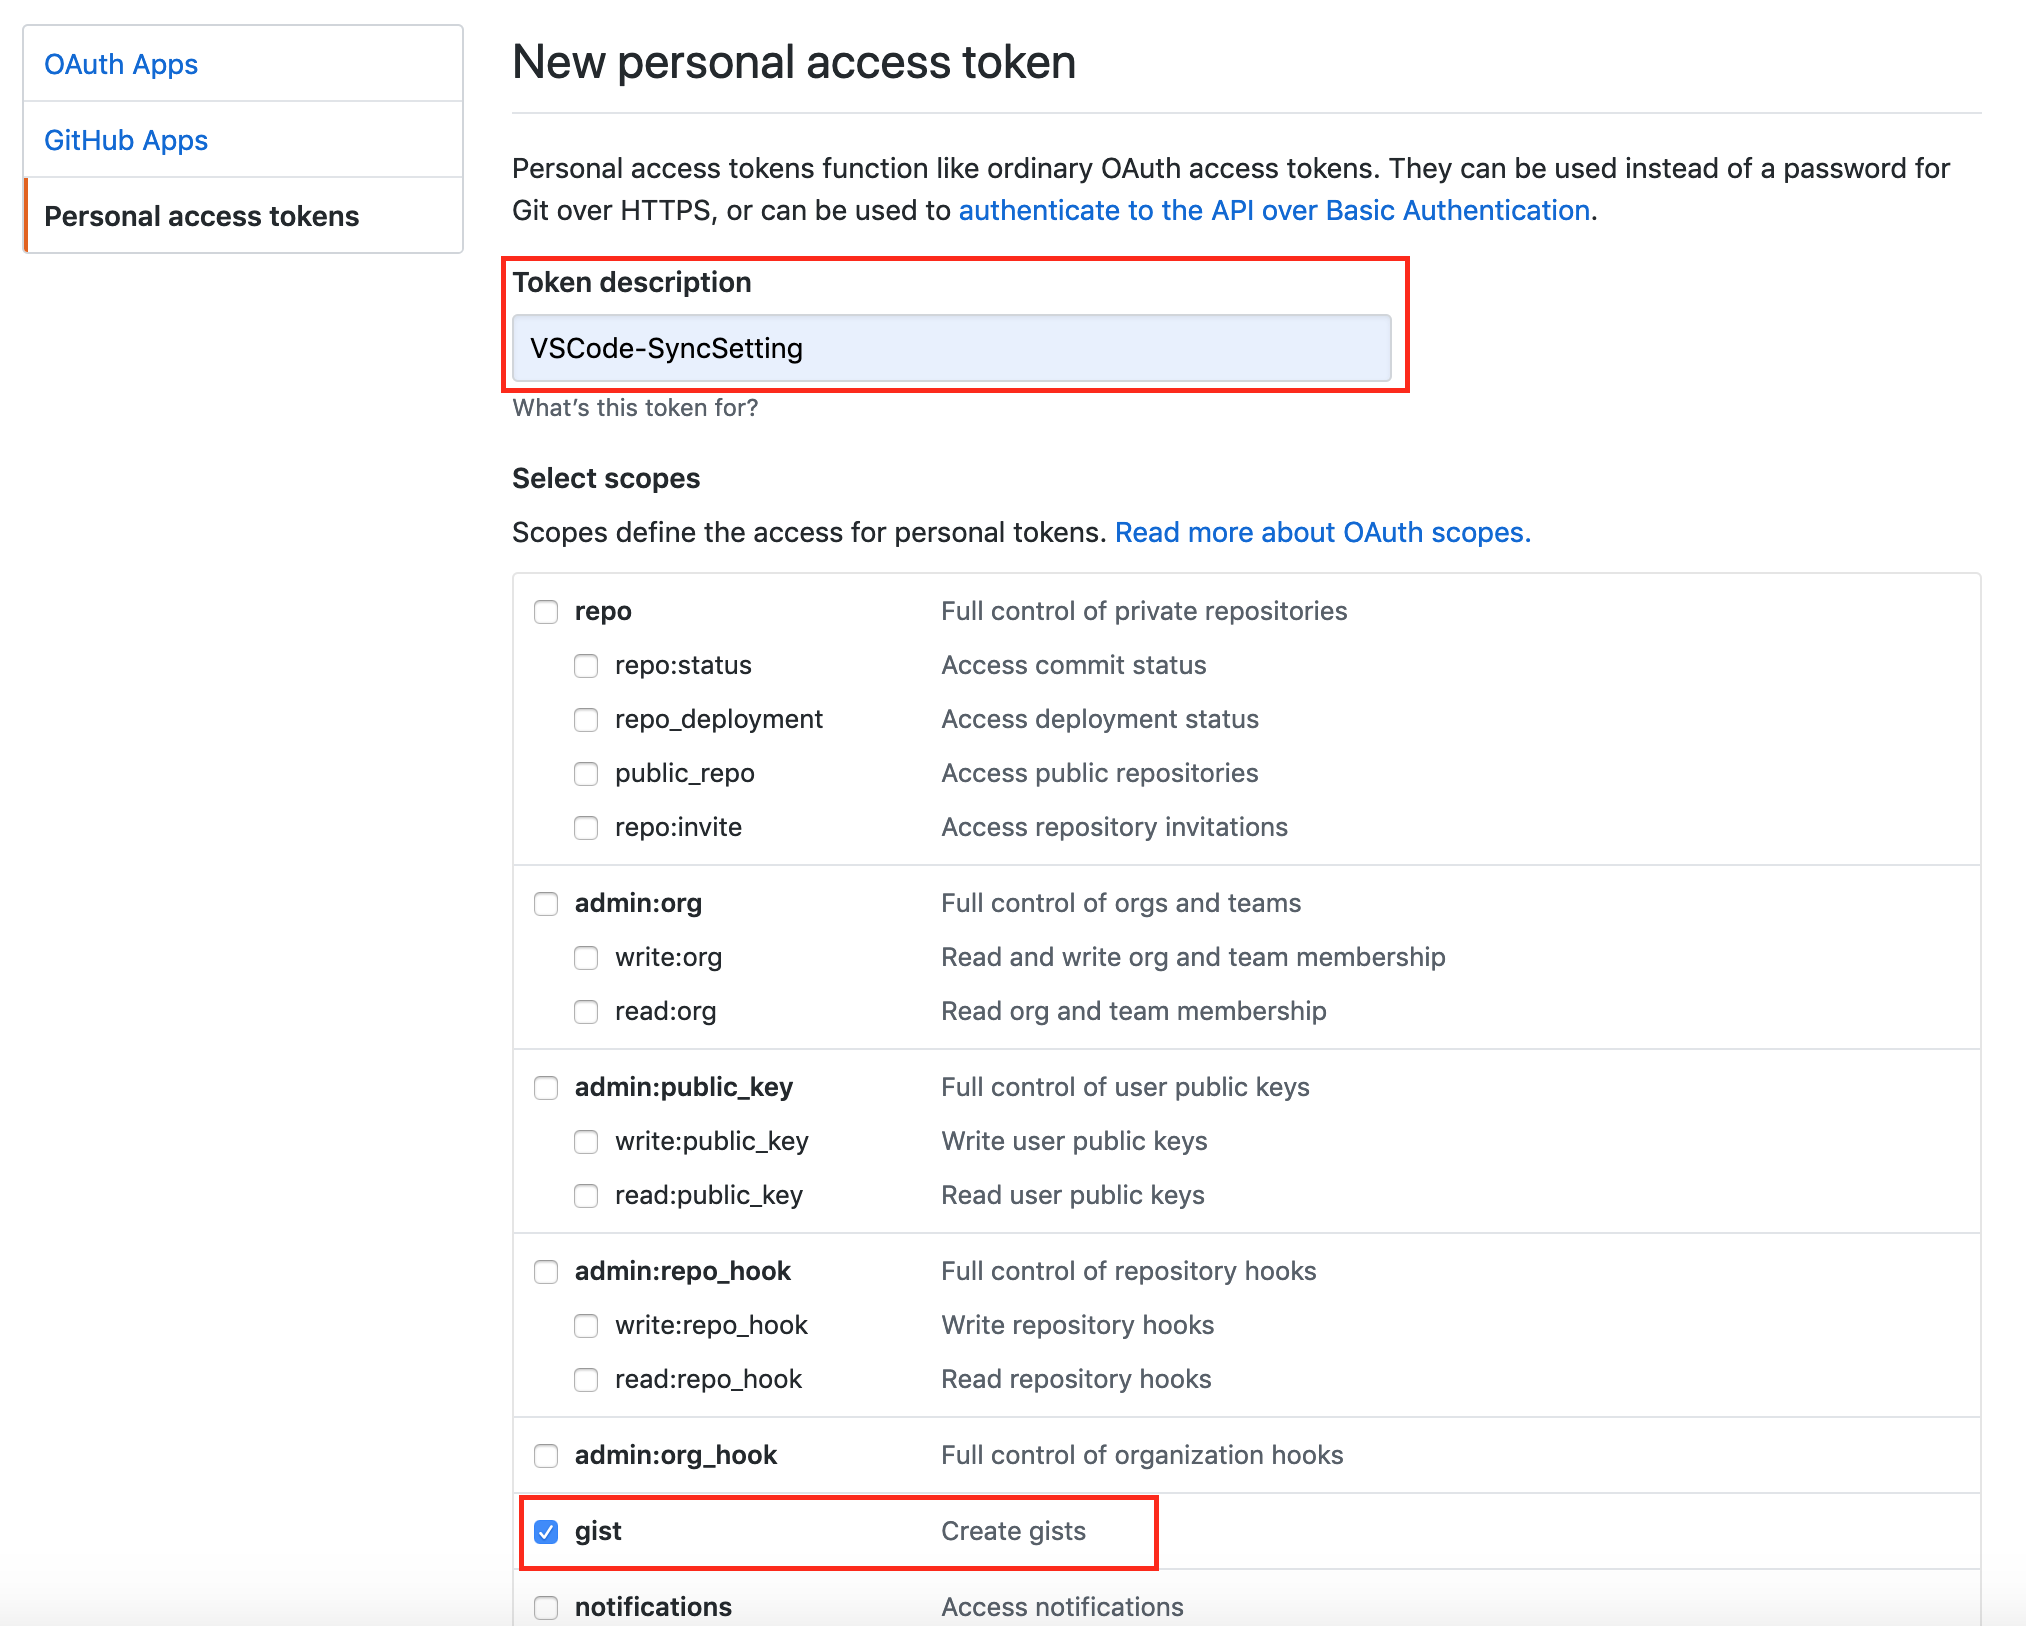 OAuth Apps
GitHub Apps
Personal access tokens
New personal access token
Personal access tokens function like ordinary OAuth access tokens. They can be used instead of a password for
Git over HTTPS, or can be used to authenticate to the API over Basic Authentication.
Token description
VSCode-SyncSetting
What's this token for?
Select scopes
Scopes define the access for personal tokens. Read more about OAuth scopes.
repo Full control of private repositories
repo:status Access commit status
repo_deployment Access deployment status
public_repo Access public repositories
repo:invite Access repository invitations
admin:org Full control of orgs and teams
write:org Read and write org and team membership
read:org Read org and team membership
admin:public_key Full control of user public keys
write:public_key Write user public keys
read:public_key Read user public keys
admin:repo_hook Full control of repository hooks
write:repo_hook Write repository hooks
read:repo_hook Read repository hooks
admin:org_hook Full control of organization hooks
gist Create gists
notifications Access notifications